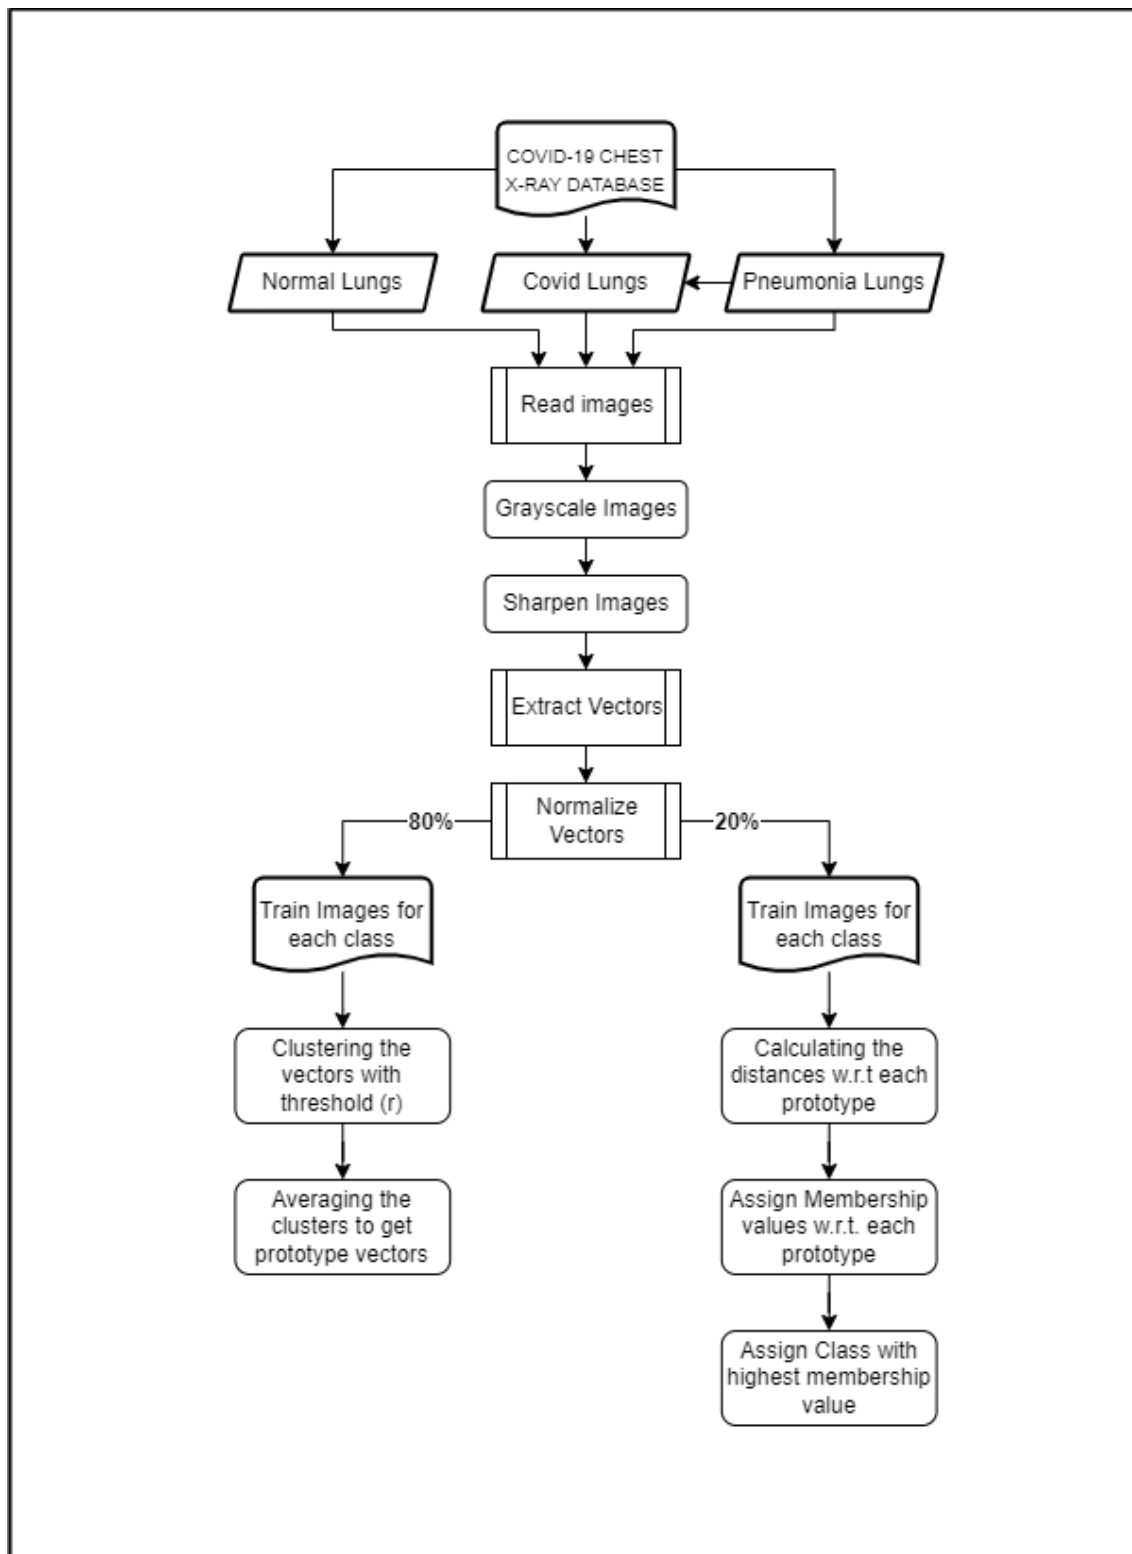 COVID-19 CHEST
X-RAY DATABASE
Normal Lungs
Covid Lungs
Pneumonia Lungs
Read images
Grayscale Images
Sharpen Images
Extract Vectors
Normalize
Vectors
80%
20%
Train Images for
each class
Train Images for
each class
Clustering the
vectors with
threshold (r)
Calculating the
distances w.r.t each
prototype
Averaging the
clusters to get
prototype vectors
Assign Membership
values w.r.t. each
prototype
Assign Class with
highest membership
value